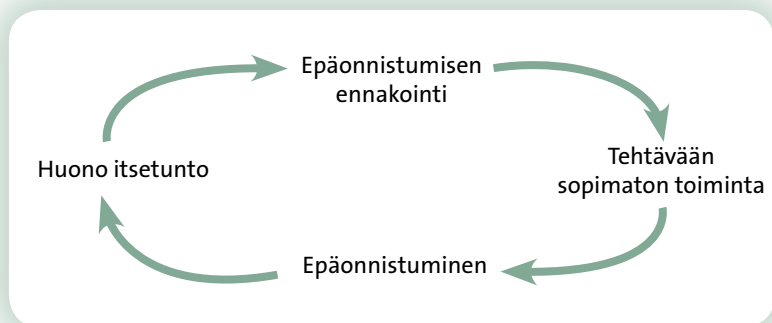 Epäonnistumisen
ennakointi
Tehtävään
sopimaton toiminta
Huono itsetunto
Epäonnistuminen